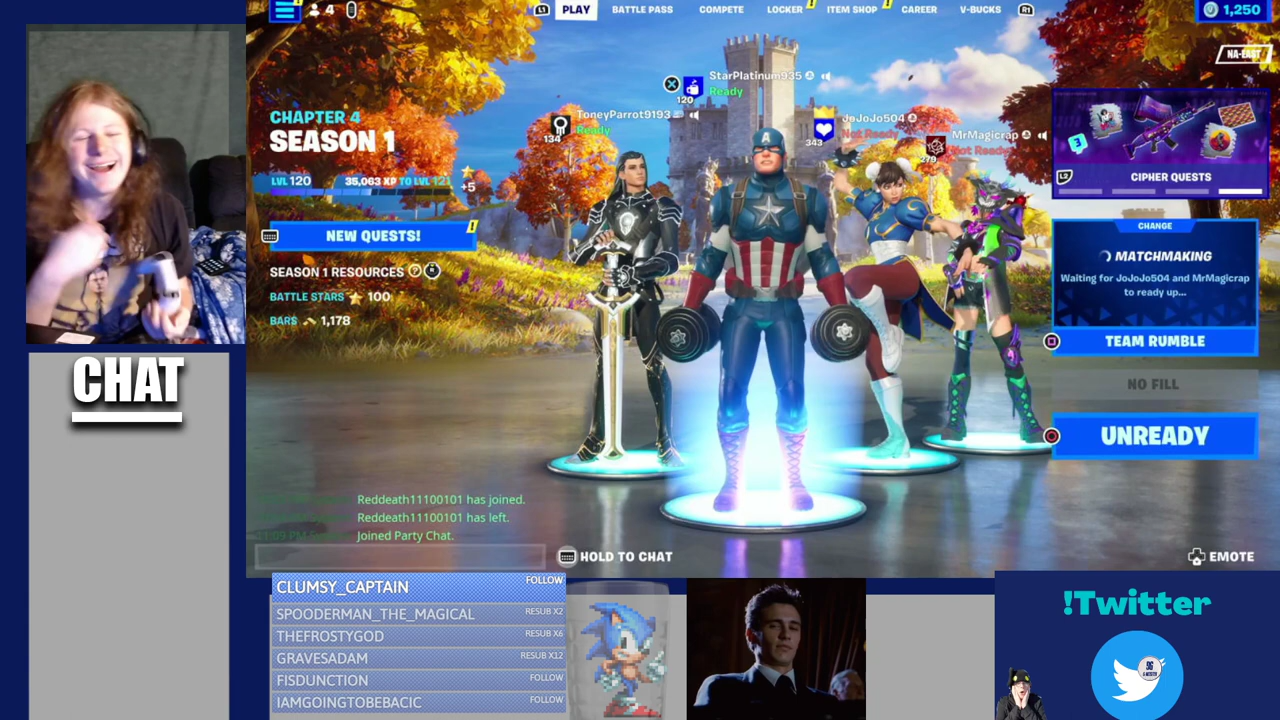 4
L1 PLAY BATTLE PASS COMPETE LOCKER ITEM SHOP CAREER V-BUCKS R1
1,250
NA-EAST
StarPlatinum935
Ready
120
ToneyParrot9193
Ready
134
JoJoJo504
Not Ready
343
MrMagicrap
Not Ready
279
CHAPTER 4
SEASON 1
LVL 120 35,063 XP TO LVL 121
+5
NEW QUESTS!
SEASON 1 RESOURCES
BATTLE STARS 100
BARS 1,178
3
L2 CIPHER QUESTS
CHANGE
MATCHMAKING
Waiting for JoJoJo504 and MrMagicrap
to ready up...
TEAM RUMBLE
NO FILL
UNREADY
CHAT
Reddeath11100101 has joined.
Reddeath11100101 has left.
Joined Party Chat.
HOLD TO CHAT
EMOTE
CLUMSY_CAPTAIN FOLLOW
SPOODERMAN_THE_MAGICAL RESUB X2
THEFROSTYGOD RESUB X6
GRAVESADAM RESUB X12
FISDUNCTION FOLLOW
IAMGOINGTOBEBACIC FOLLOW
!Twitter